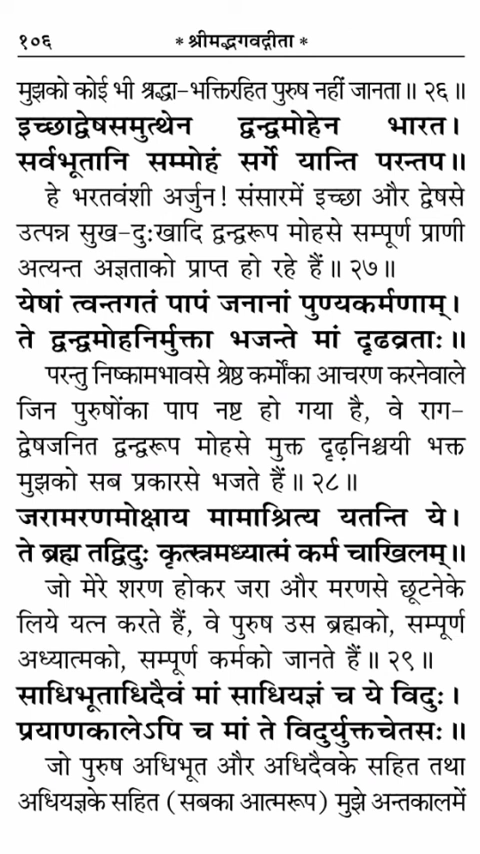 १०६ * श्रीमद्भगवद्गीता *
मुझको कोई भी श्रद्धा-भक्तिरहित पुरुष नहीं जानता॥ २६॥
इच्छाद्वेषसमुत्थेन द्वन्द्वमोहेन भारत।
सर्वभूतानि सम्मोहं सर्गे यान्ति परन्तप॥
हे भरतवंशी अर्जुन! संसारमें इच्छा और द्वेषसे
उत्पन्न सुख-दुःखादि द्वन्द्वरूप मोहसे सम्पूर्ण प्राणी
अत्यन्त अज्ञताको प्राप्त हो रहे हैं॥ २७॥
येषां त्वन्तगतं पापं जनानां पुण्यकर्मणाम्।
ते द्वन्द्वमोहनिर्मुक्ता भजन्ते मां दृढव्रताः॥
परन्तु निष्कामभावसे श्रेष्ठ कर्मोंका आचरण करनेवाले
जिन पुरुषोंका पाप नष्ट हो गया है, वे राग-
द्वेषजनित द्वन्द्वरूप मोहसे मुक्त दृढ़निश्चयी भक्त
मुझको सब प्रकारसे भजते हैं॥ २८॥
जरामरणमोक्षाय मामाश्रित्य यतन्ति ये।
ते ब्रह्म तद्विदुः कृत्स्नमध्यात्मं कर्म चाखिलम्॥
जो मेरे शरण होकर जरा और मरणसे छूटनेके
लिये यत्न करते हैं, वे पुरुष उस ब्रह्मको, सम्पूर्ण
अध्यात्मको, सम्पूर्ण कर्मको जानते हैं॥ २९॥
साधिभूताधिदैवं मां साधियज्ञं च ये विदुः।
प्रयाणकालेऽपि च मां ते विदुर्युक्तचेतसः॥
जो पुरुष अधिभूत और अधिदैवके सहित तथा
अधियज्ञके सहित (सबका आत्मरूप) मुझे अन्तकालमें